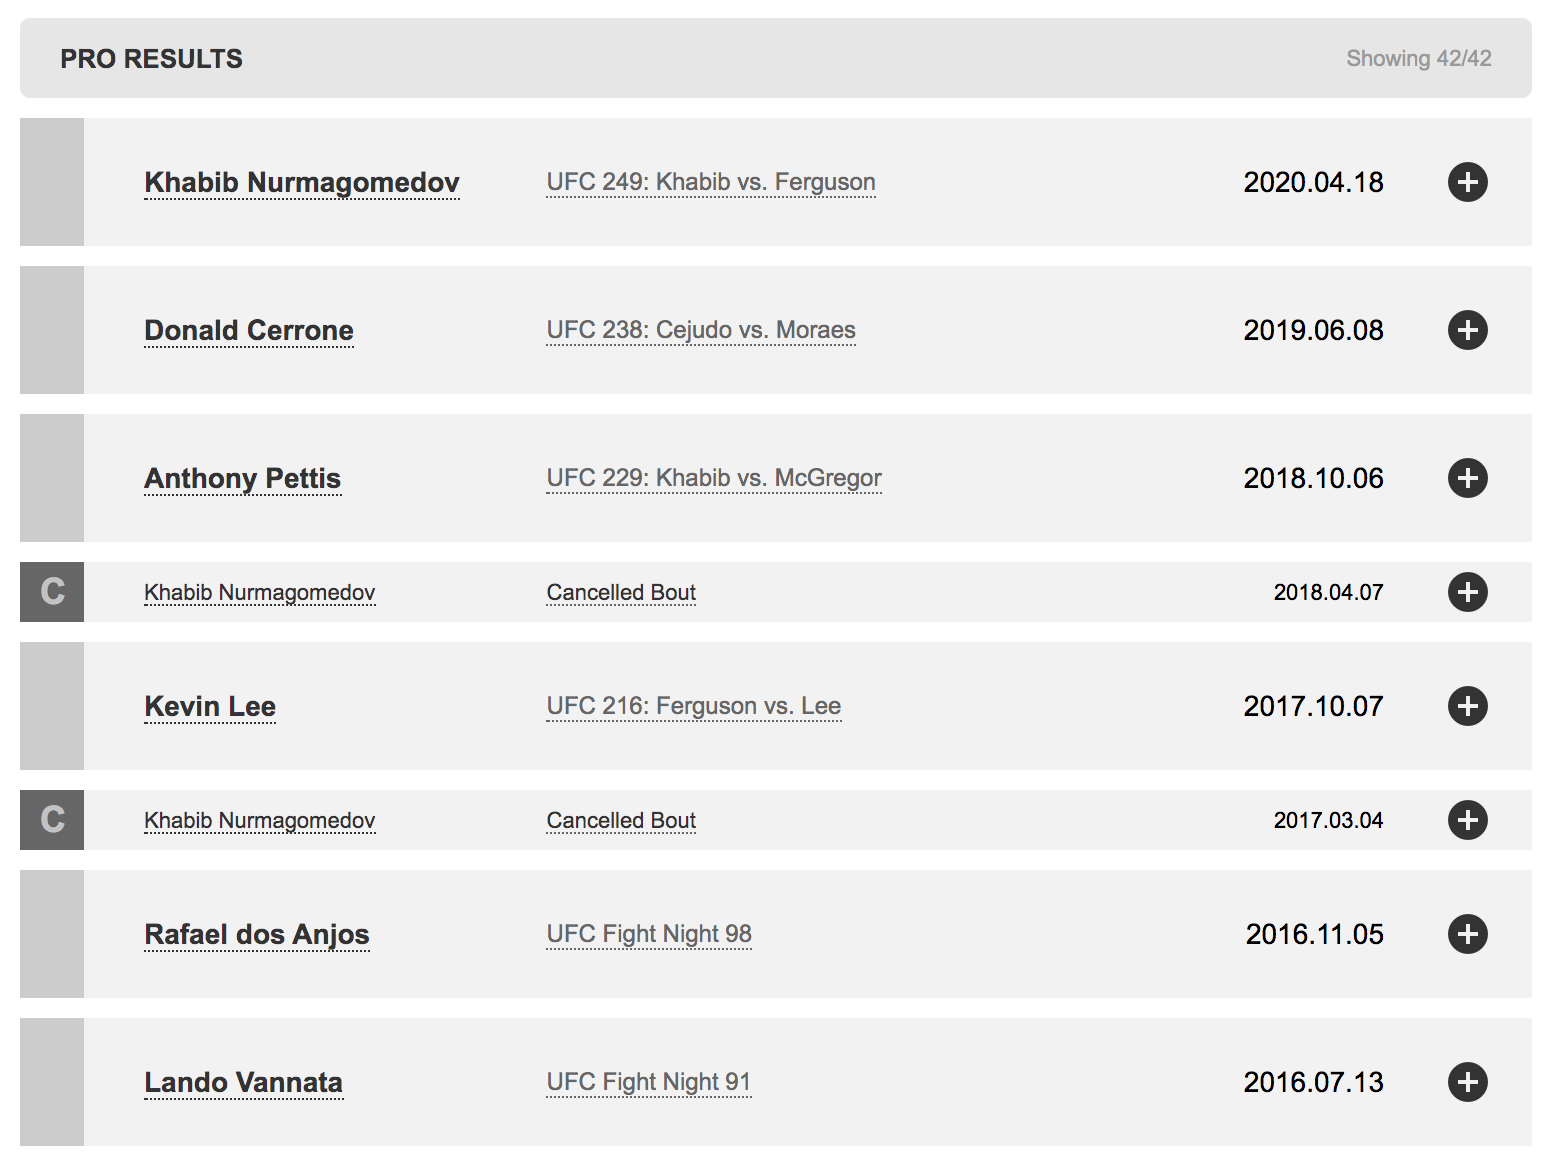 PRO RESULTS Showing 42/42
Khabib Nurmagomedov UFC 249: Khabib vs. Ferguson 2020.04.18
Donald Cerrone UFC 238: Cejudo vs. Moraes 2019.06.08
Anthony Pettis UFC 229: Khabib vs. McGregor 2018.10.06
C Khabib Nurmagomedov Cancelled Bout 2018.04.07
Kevin Lee UFC 216: Ferguson vs. Lee 2017.10.07
C Khabib Nurmagomedov Cancelled Bout 2017.03.04
Rafael dos Anjos UFC Fight Night 98 2016.11.05
Lando Vannata UFC Fight Night 91 2016.07.13